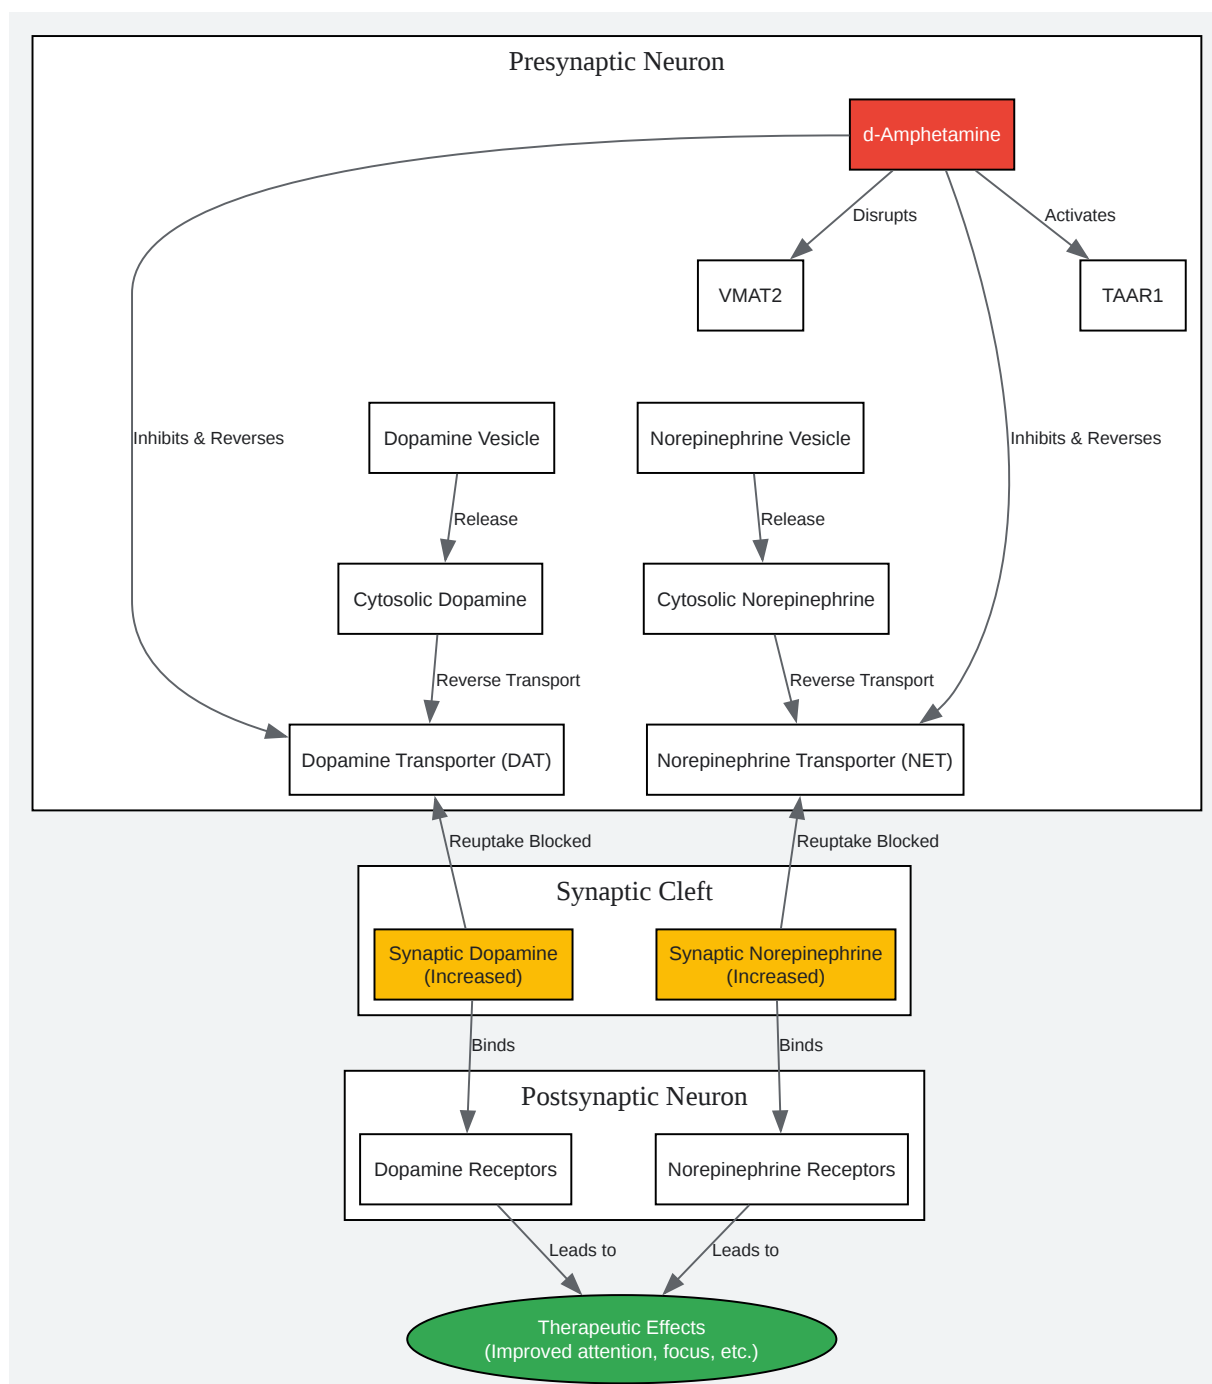 Presynaptic Neuron
d-Amphetamine
Disrupts
Activates
VMAT2
TAAR1
Inhibits & Reverses
Dopamine Vesicle
Norepinephrine Vesicle
Inhibits & Reverses
Release
Release
Cytosolic Dopamine
Cytosolic Norepinephrine
Reverse Transport
Reverse Transport
Dopamine Transporter (DAT)
Norepinephrine Transporter (NET)
Reuptake Blocked
Reuptake Blocked
Synaptic Cleft
Synaptic Dopamine
(Increased)
Synaptic Norepinephrine
(Increased)
Binds
Binds
Postsynaptic Neuron
Dopamine Receptors
Norepinephrine Receptors
Leads to
Leads to
Therapeutic Effects
(Improved attention, focus, etc.)